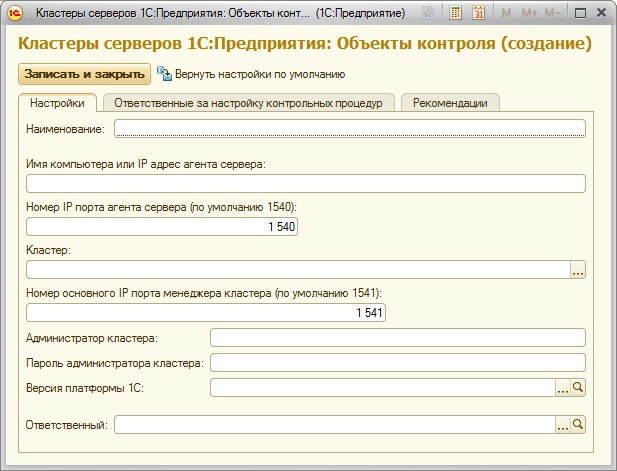 Кластеры серверов 1С:Предприятия: Объекты конт... (1С:Предприятие)
M M+ M-
Кластеры серверов 1С:Предприятия: Объекты контроля (создание)
Записать и закрыть Вернуть настройки по умолчанию
Настройки Ответственные за настройку контрольных процедур Рекомендации
Наименование:
Имя компьютера или IP адрес агента сервера:
Номер IP порта агента сервера (по умолчанию 1540):
1 540
Кластер:
...
Номер основного IP порта менеджера кластера (по умолчанию 1541):
1 541
Администратор кластера:
Пароль администратора кластера:
Версия платформы 1С: ...
Ответственный: ...